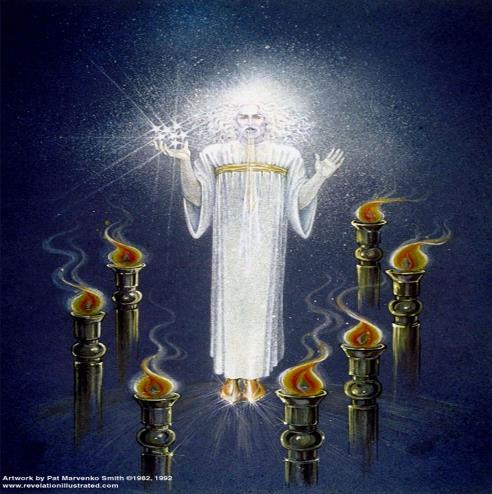 Artwork by Pat Marvenko Smith ©1982, 1992
www.revelationillustrated.com